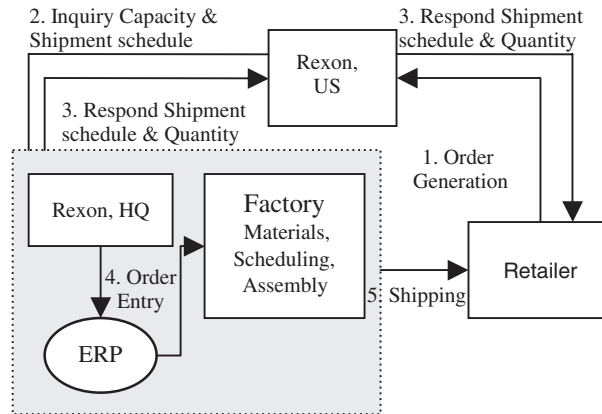 2. Inquiry Capacity &
Shipment schedule
3. Respond Shipment
schedule & Quantity
Rexon,
US
3. Respond Shipment
schedule & Quantity
1. Order
Generation
Rexon, HQ
Factory
Materials,
Scheduling,
Assembly
4. Order
Entry
ERP
5. Shipping
Retailer